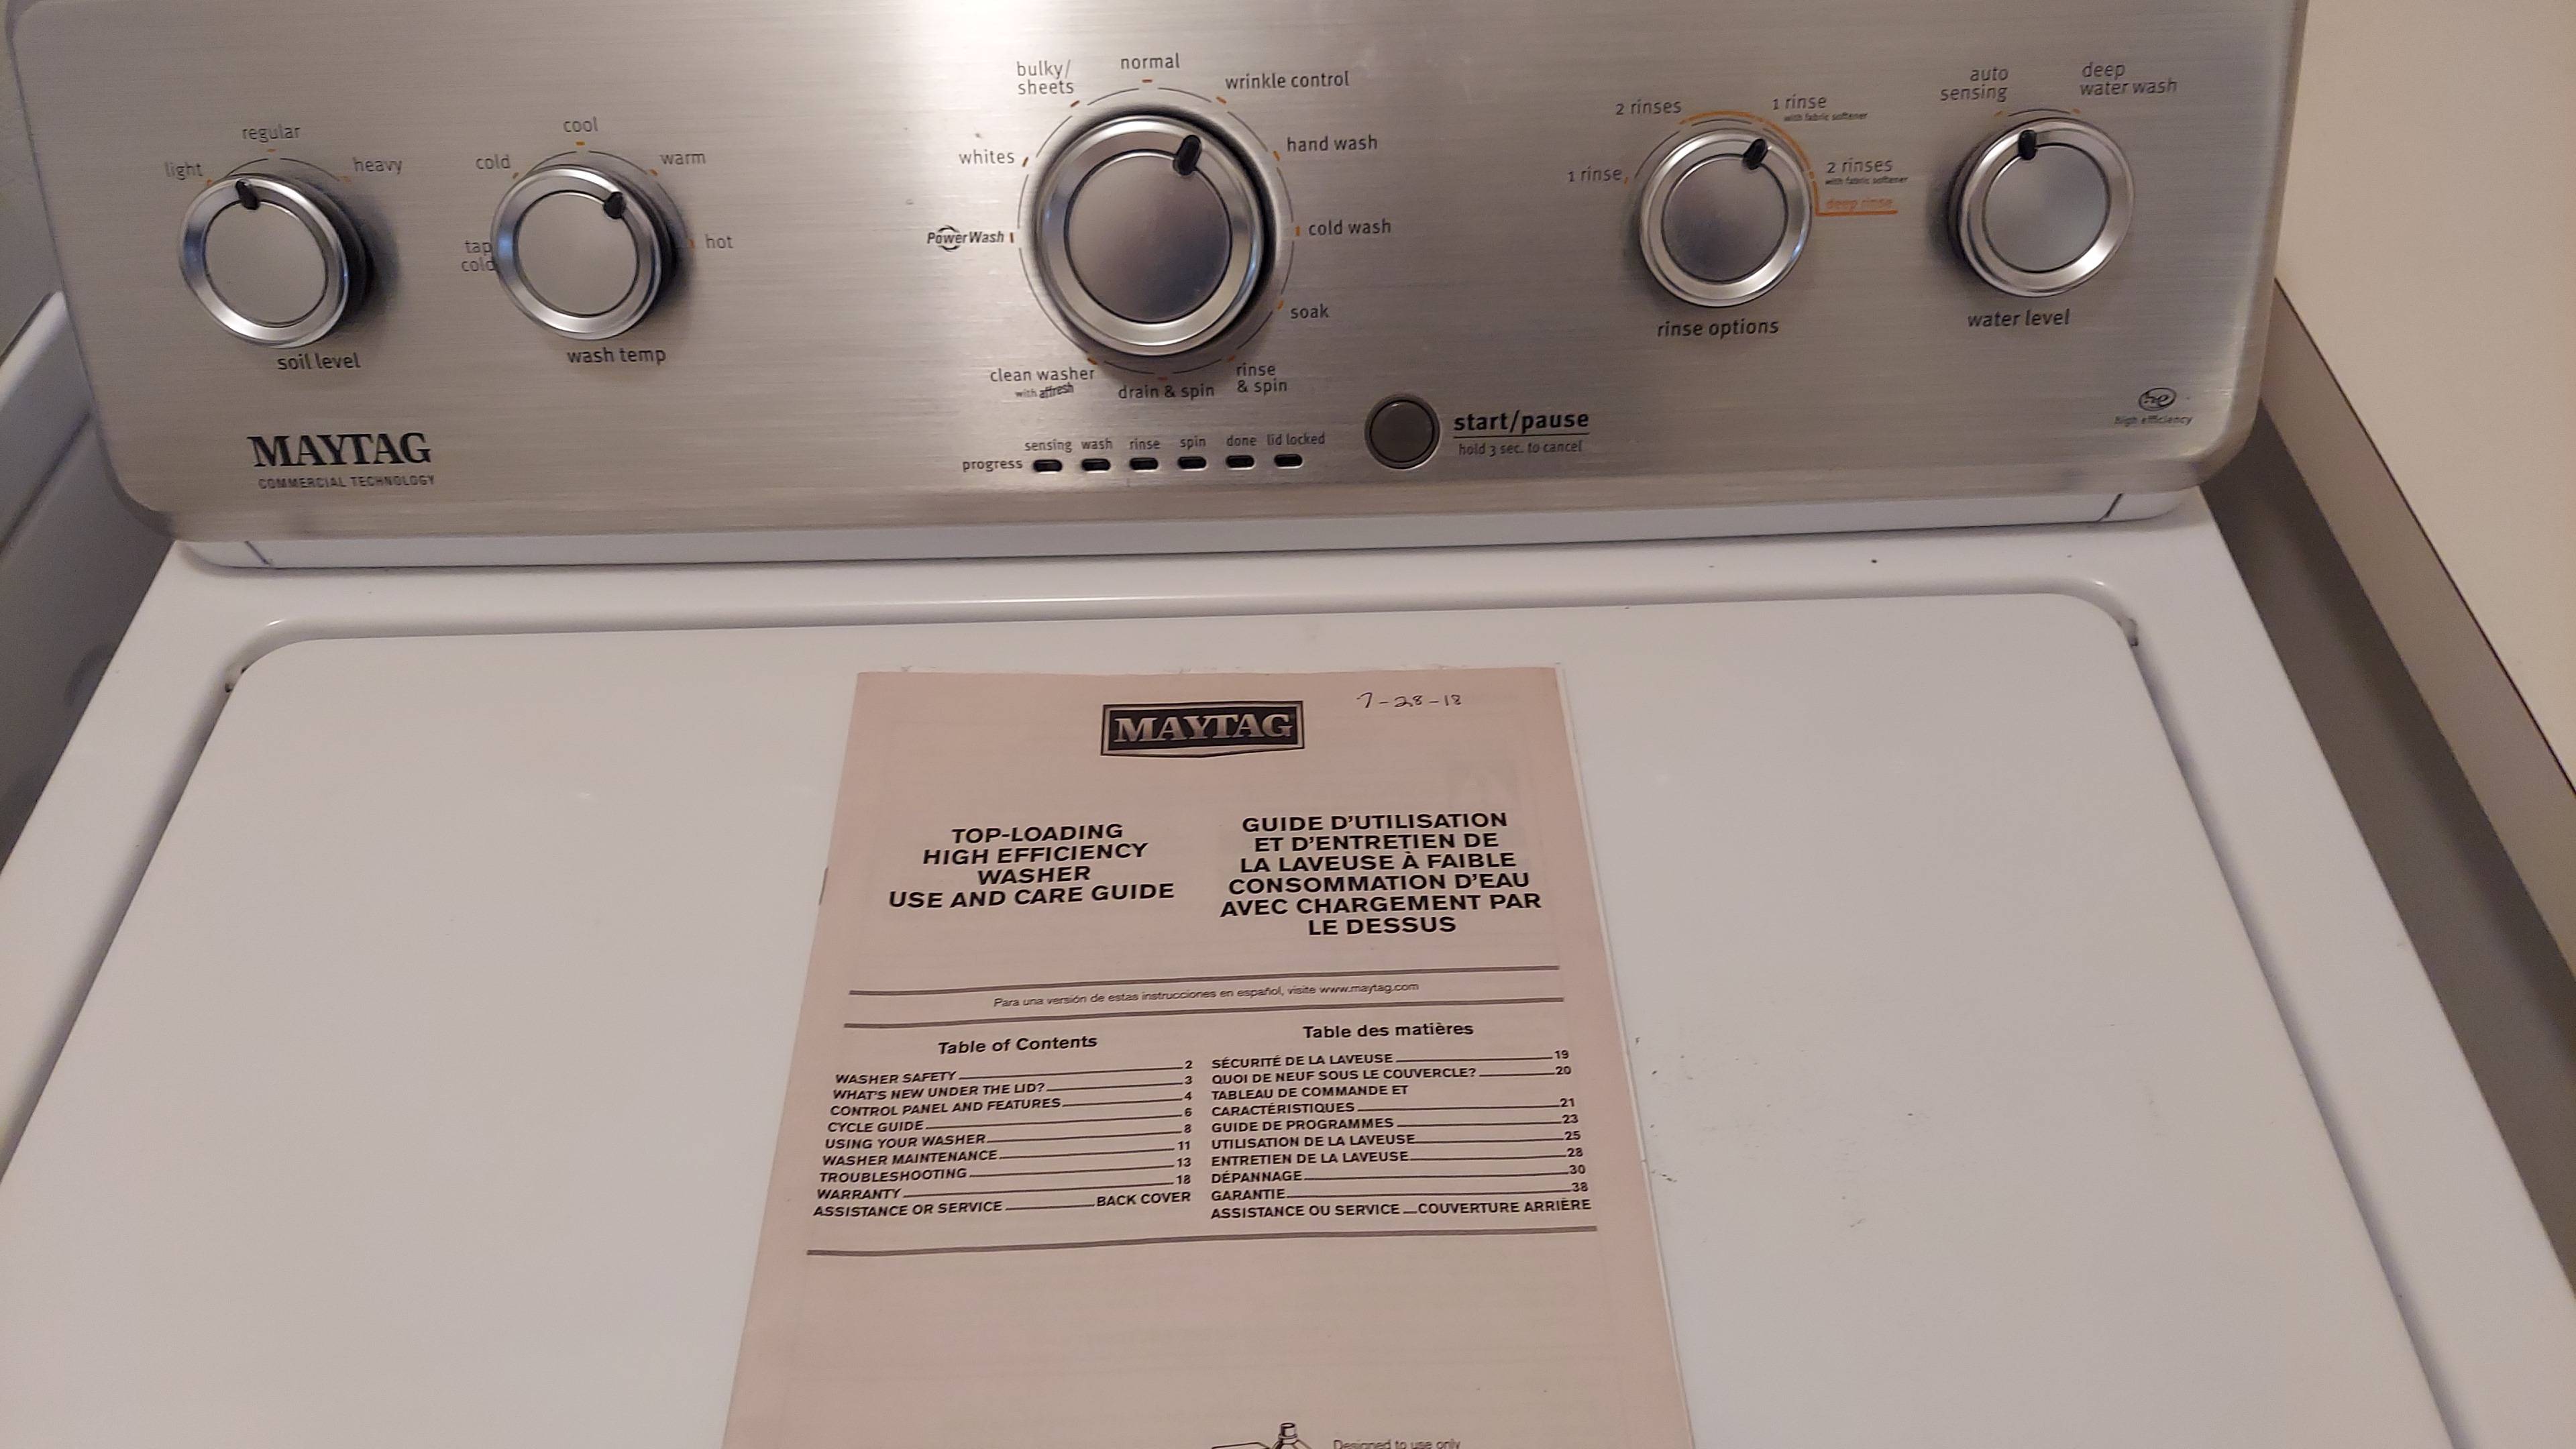 bulky/
sheets
normal
wrinkle control
hand wash
cold wash
soak
rinse
& spin
drain & spin
clean washer
with affresh
PowerWash
whites
light
regular
heavy
soil level
tap
cold
cold
cool
warm
hot
wash temp
1 rinse
2 rinses
1 rinse
with fabric softener
2 rinses
with fabric softener
deep rinse
rinse options
auto
sensing
deep
water wash
water level
MAYTAG
COMMERCIAL TECHNOLOGY
progress
sensing wash rinse spin done lid locked
start/pause
hold 3 sec. to cancel
he
high efficiency
7-28-18
MAYTAG
TOP-LOADING
HIGH EFFICIENCY
WASHER
USE AND CARE GUIDE
GUIDE D'UTILISATION
ET D'ENTRETIEN DE
LA LAVEUSE À FAIBLE
CONSOMMATION D'EAU
AVEC CHARGEMENT PAR
LE DESSUS
Para una versión de estas instrucciones en español, visite www.maytag.com
Table of Contents
WASHER SAFETY 2
WHAT'S NEW UNDER THE LID? 3
CONTROL PANEL AND FEATURES 4
CYCLE GUIDE 6
USING YOUR WASHER 8
WASHER MAINTENANCE 11
TROUBLESHOOTING 13
WARRANTY 18
ASSISTANCE OR SERVICE BACK COVER
Table des matières
SÉCURITÉ DE LA LAVEUSE 19
QUOI DE NEUF SOUS LE COUVERCLE? 20
TABLEAU DE COMMANDE ET
CARACTÉRISTIQUES 21
GUIDE DE PROGRAMMES 23
UTILISATION DE LA LAVEUSE 25
ENTRETIEN DE LA LAVEUSE 28
DÉPANNAGE 30
GARANTIE 38
ASSISTANCE OU SERVICE COUVERTURE ARRIÈRE
Designed to use only